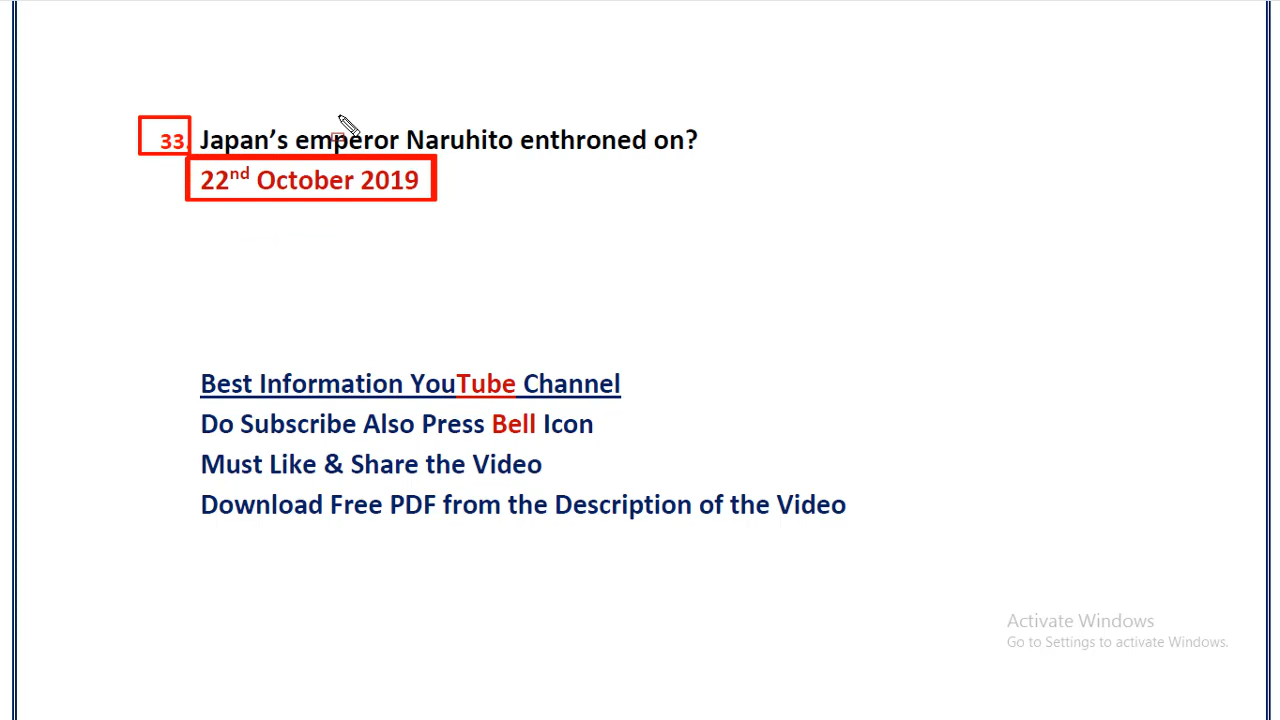 33. Japan’s emperor Naruhito enthroned on?
22nd October 2019
Best Information YouTube Channel
Do Subscribe Also Press Bell Icon
Must Like & Share the Video
Download Free PDF from the Description of the Video
Activate Windows
Go to Settings to activate Windows.